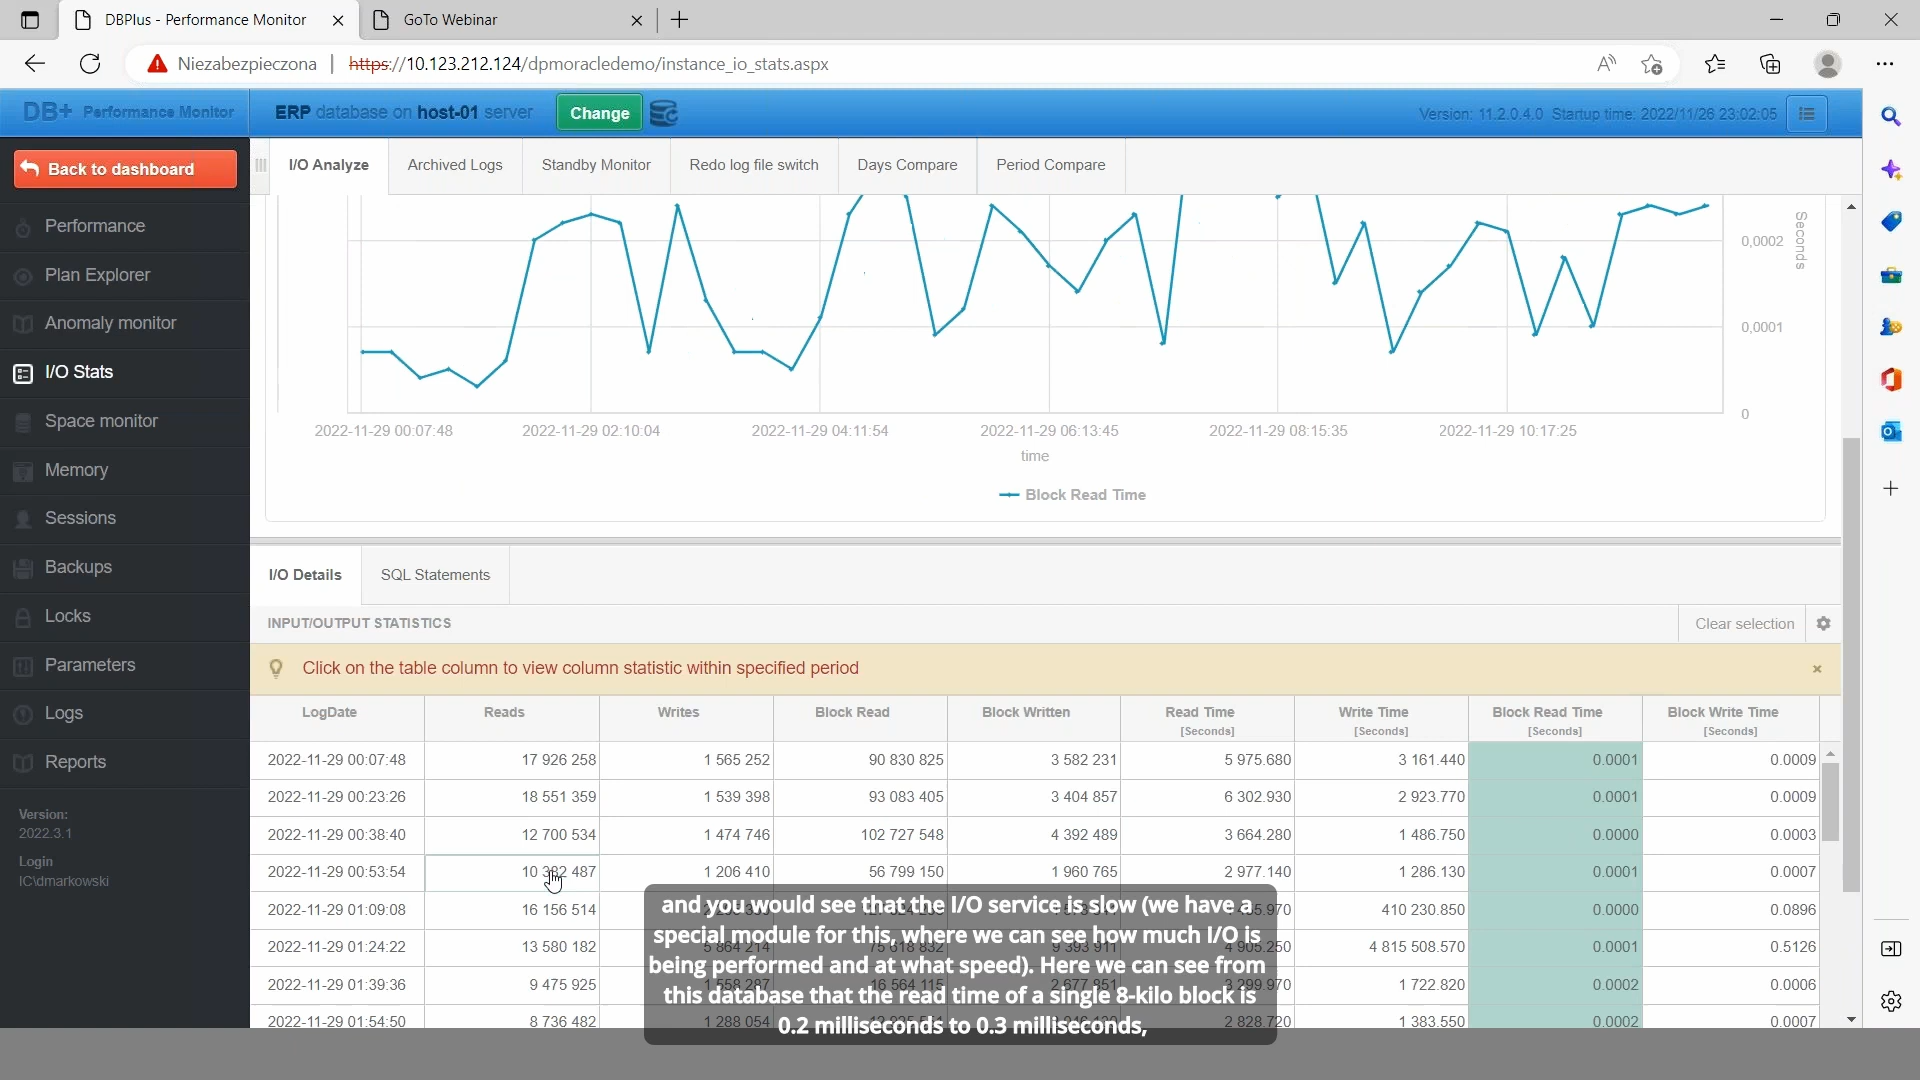 DBPlus - Performance Monitor
GoTo Webinar
Niezabezpieczona
https://10.123.212.124/dpmoracledemo/instance_io_stats.aspx
DB+ Performance Monitor
ERP database on host-01 server
Change
Version: 11.2.0.4.0 Startup time: 2022/11/26 23:02:05
Back to dashboard
Performance
Plan Explorer
Anomaly monitor
I/O Stats
Space monitor
Memory
Sessions
Backups
Locks
Parameters
Logs
Reports
Version:
2022.3.1
Login
IC\dmarkowski
I/O Analyze
Archived Logs
Standby Monitor
Redo log file switch
Days Compare
Period Compare
Seconds
0,0002
0,0001
0
2022-11-29 00:07:48
2022-11-29 02:10:04
2022-11-29 04:11:54
2022-11-29 06:13:45
2022-11-29 08:15:35
2022-11-29 10:17:25
time
Block Read Time
I/O Details
SQL Statements
INPUT/OUTPUT STATISTICS
Clear selection
Click on the table column to view column statistic within specified period
LogDate Reads Writes Block Read Block Written Read Time [Seconds] Write Time [Seconds] Block Read Time [Seconds] Block Write Time [Seconds]
2022-11-29 00:07:48 17 926 258 1 565 252 90 830 825 3 582 231 5 975.680 3 161.440 0.0001 0.0009
2022-11-29 00:23:26 18 551 359 1 539 398 93 083 405 3 404 857 6 302.930 2 923.770 0.0001 0.0009
2022-11-29 00:38:40 12 700 534 1 474 746 102 727 548 4 392 489 3 664.280 1 486.750 0.0000 0.0003
2022-11-29 00:53:54 10 382 487 1 206 410 56 799 150 1 960 765 2 977.140 1 286.130 0.0001 0.0007
2022-11-29 01:09:08 16 156 514 410 230.850 0.0000 0.0896
2022-11-29 01:24:22 13 580 182 4 815 508.570 0.0001 0.5126
2022-11-29 01:39:36 9 475 925 1 722.820 0.0002 0.0006
2022-11-29 01:54:50 8 736 482 1 288 054 2 828.720 1 383.550 0.0002 0.0007
and you would see that the I/O service is slow (we have a
special module for this, where we can see how much I/O is
being performed and at what speed). Here we can see from
this database that the read time of a single 8-kilo block is
0.2 milliseconds to 0.3 milliseconds,